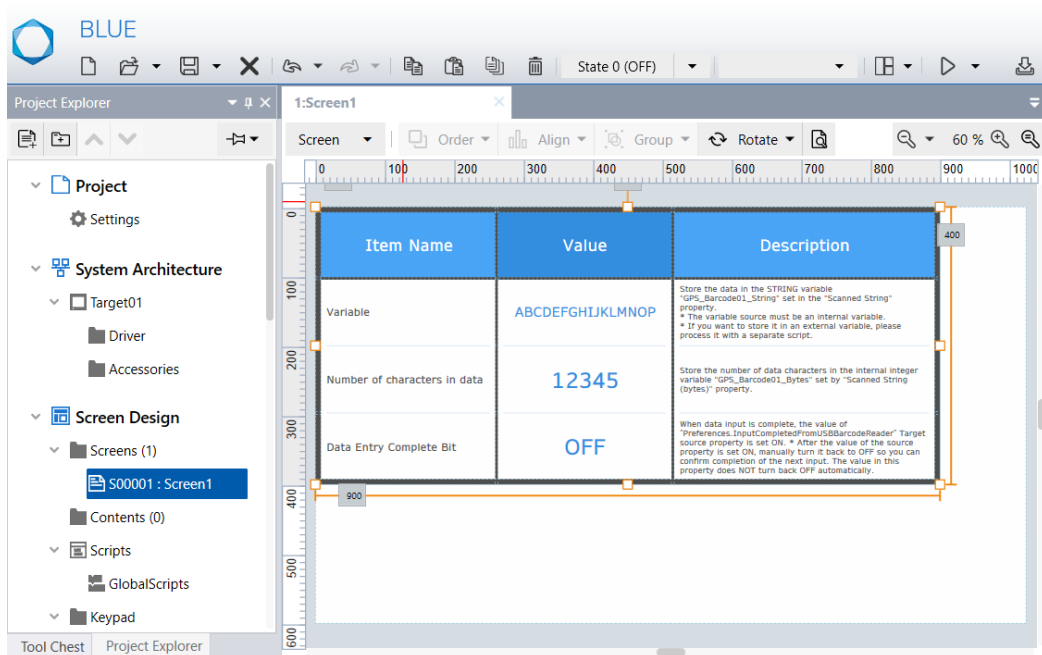 BLUE
State 0 (OFF)
Project Explorer
1:Screen1
Screen
Order
Align
Group
Rotate
60 %
0 100 200 300 400 500 600 700 800 900 1000
Project
Settings
System Architecture
Target01
Driver
Accessories
Screen Design
Screens (1)
S00001 : Screen1
Contents (0)
Scripts
GlobalScripts
Keypad
Tool Chest
Project Explorer
0
100
200
300
400
500
600
400
900
Item Name
Value
Description
Variable
ABCDEFGHIJKLMNOP
Store the data in the STRING variable
"GPS_Barcode01_String" set in the "Scanned String"
property.
* The variable source must be an internal variable.
* If you want to store it in an external variable, please
process it with a separate script.
Number of characters in data
12345
Store the number of data characters in the internal integer
variable "GPS_Barcode01_Bytes" set by "Scanned String
(bytes)" property.
Data Entry Complete Bit
OFF
When data input is complete, the value of
"Preferences.InputCompletedFromUSBBarcodeReader" Target
source property is set ON. * After the value of the source
property is set ON, manually turn it back to OFF so you can
confirm completion of the next input. The value in this
property does NOT turn back OFF automatically.